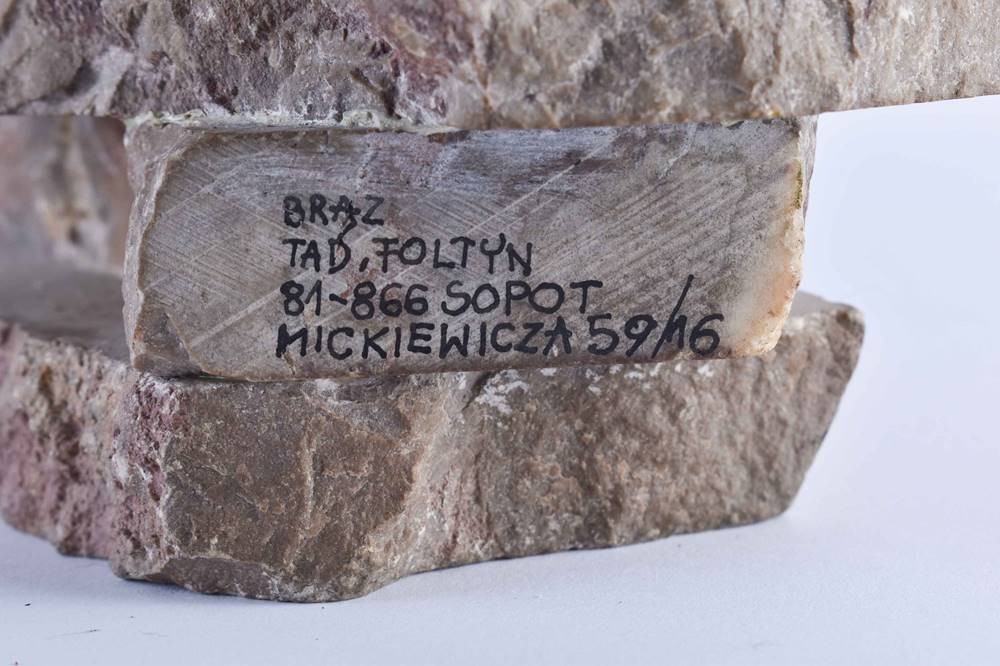 BRĄZ
TAD. FOLTYN
81-866 SOPOT
MICKIEWICZA 59/16